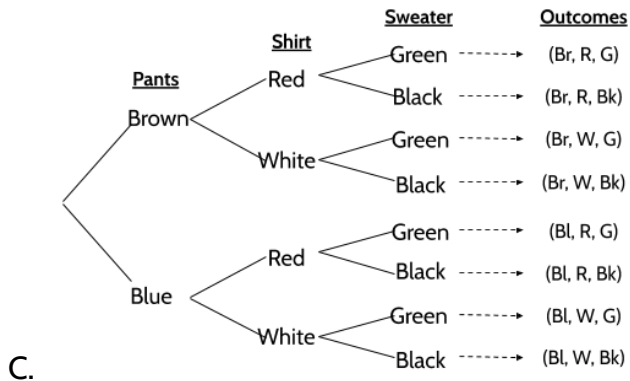 Sweater Outcomes
Shirt
Pants
Green (Br, R, G)
Red
Black (Br, R, Bk)
Brown
Green (Br, W, G)
White
Black (Br, W, Bk)
Green (Bl, R, G)
Red
Black (Bl, R, Bk)
Blue
Green (Bl, W, G)
White
Black (Bl, W, Bk)
C.